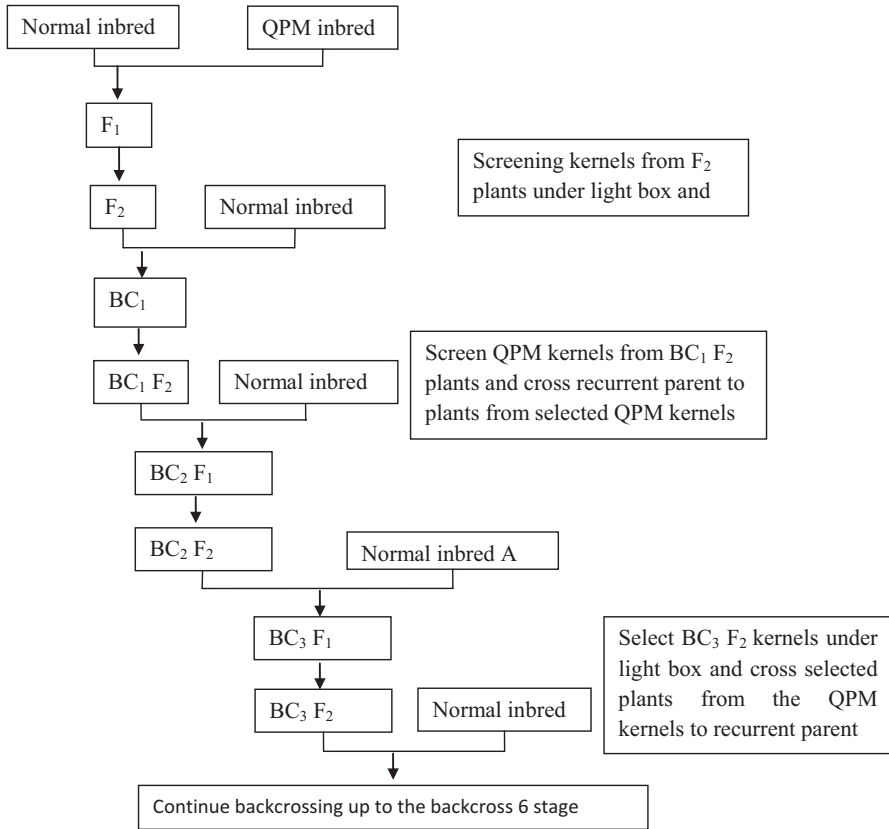 Normal inbred
QPM inbred
F₁
Screening kernels from F₂
plants under light box and
F₂
Normal inbred
BC₁
Screen QPM kernels from BC₁ F₂
plants and cross recurrent parent to
plants from selected QPM kernels
BC₁ F₂
Normal inbred
BC₂ F₁
BC₂ F₂
Normal inbred A
BC₃ F₁
Select BC₃ F₂ kernels under
light box and cross selected
plants from the QPM
kernels to recurrent parent
BC₃ F₂
Normal inbred
Continue backcrossing up to the backcross 6 stage